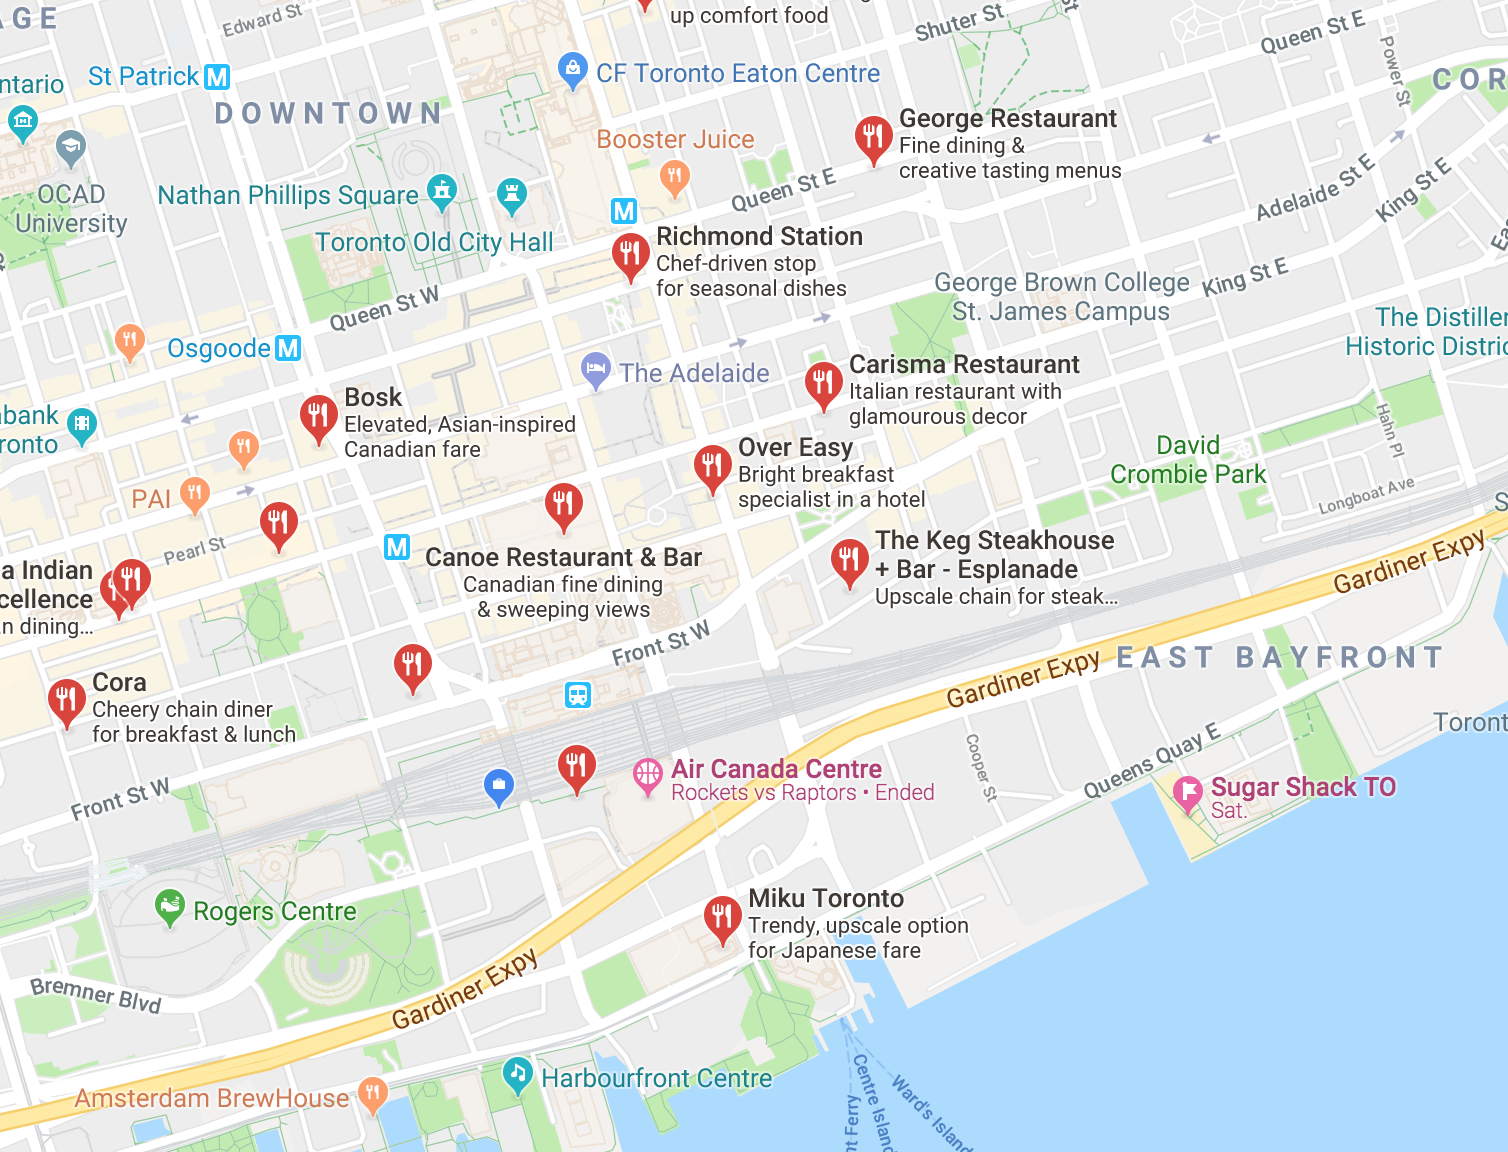 AGE
Edward St
up comfort food
Shuter St
St
Queen St E
Power St
COR
ntario
St Patrick M
DOWNTOWN
CF Toronto Eaton Centre
George Restaurant
Fine dining &
creative tasting menus
Booster Juice
OCAD
University
Nathan Phillips Square
Toronto Old City Hall
M
Queen St E
Adelaide St E
King St E
Richmond Station
Chef-driven stop
for seasonal dishes
George Brown College
St. James Campus
King St E
Ea
Queen St W
Osgoode M
The Distiller
Historic Distric
The Adelaide
Carisma Restaurant
Italian restaurant with
glamourous decor
Bosk
Elevated, Asian-inspired
Canadian fare
bank
ronto
Over Easy
Bright breakfast
specialist in a hotel
David
Crombie Park
Hahn Pl
Longboat Ave
S
PAI
Pearl St
M
Canoe Restaurant & Bar
Canadian fine dining
& sweeping views
The Keg Steakhouse
+ Bar - Esplanade
Upscale chain for steak...
Gardiner Expy
a Indian
cellence
n dining...
Front St W
EAST BAYFRONT
Gardiner Expy
Cora
Cheery chain diner
for breakfast & lunch
Toront
Front St W
Cooper St
Queens Quay E
Air Canada Centre
Rockets vs Raptors • Ended
Sugar Shack TO
Sat.
Rogers Centre
Miku Toronto
Trendy, upscale option
for Japanese fare
Bremner Blvd
Gardiner Expy
Amsterdam BrewHouse
Harbourfront Centre
nt Ferry
Centre Island
Ward's Island